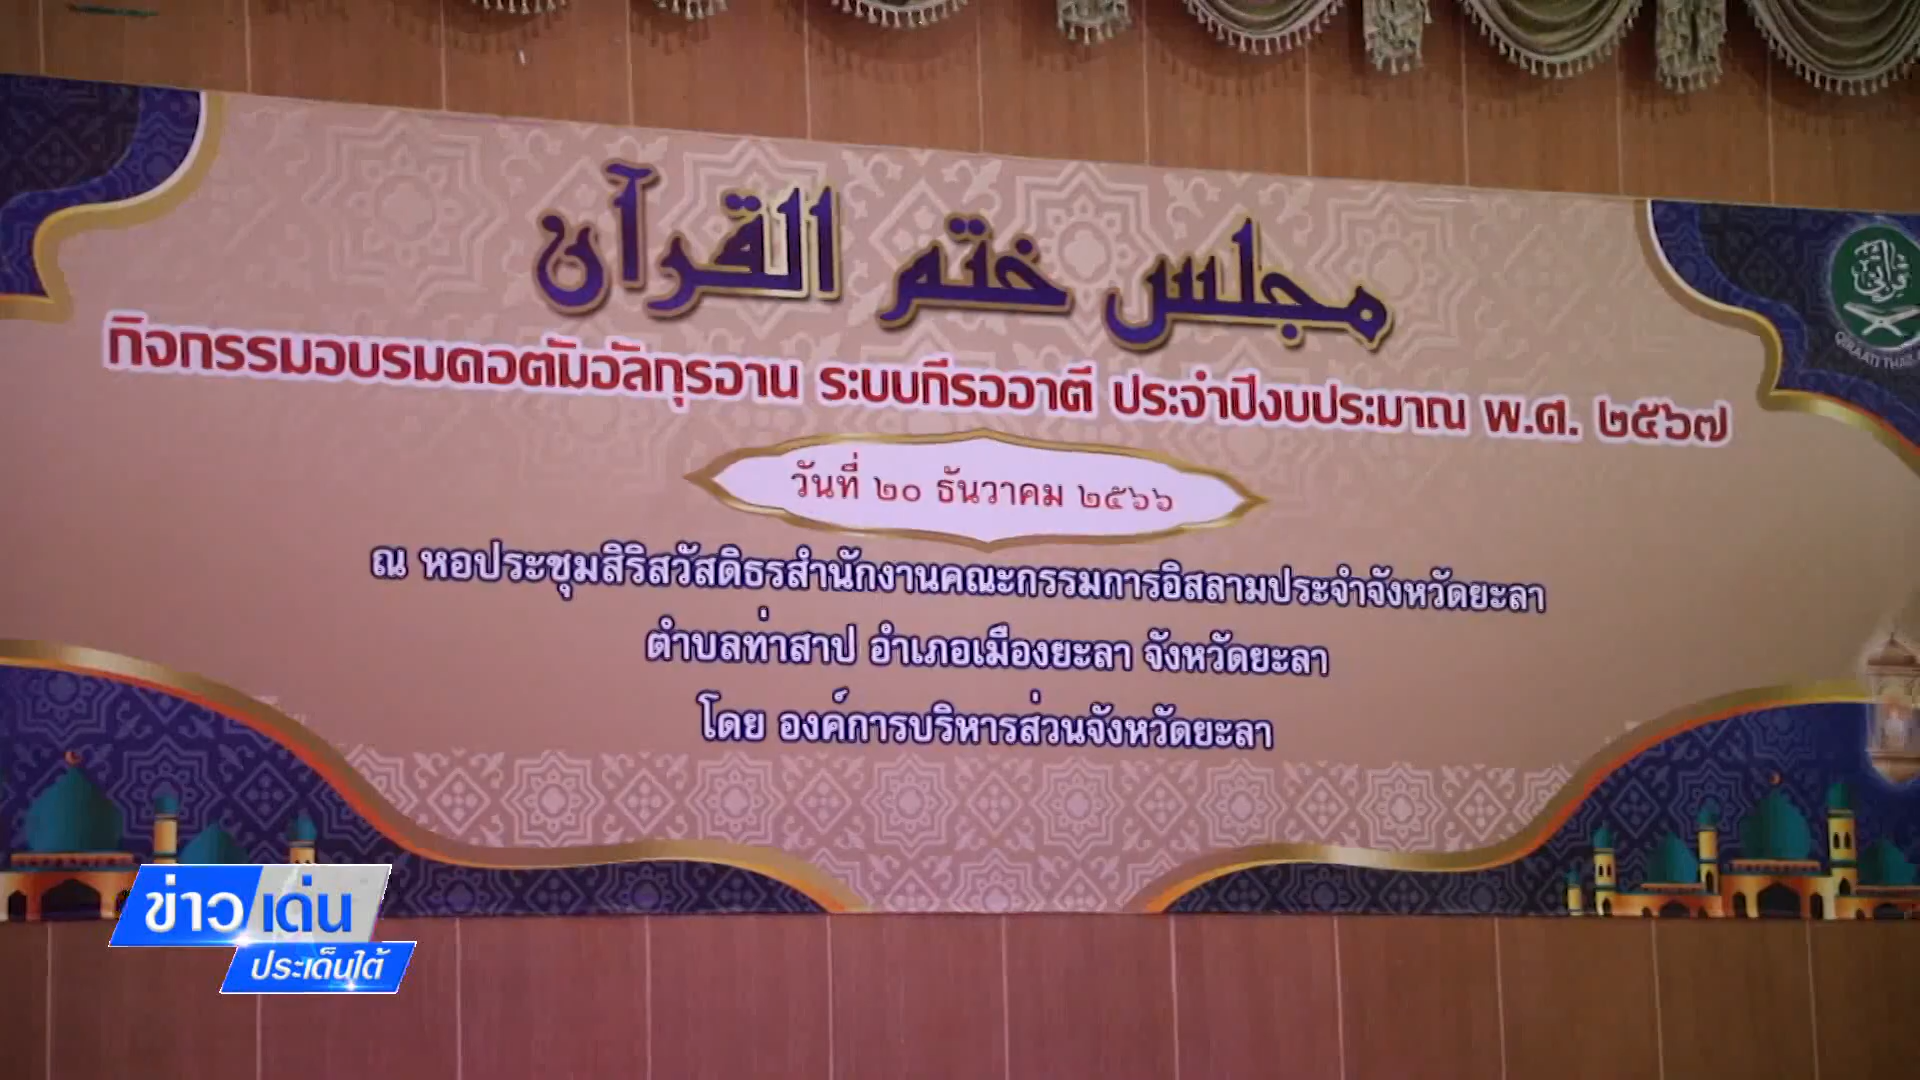 مجلس ختم القرآن
กิจกรรมอบรมดอตัมอัลกุรอาน ระบบกีรออาตี ประจำปีงบประมาณ พ.ศ. ๒๕๖๗
วันที่ ๒๐ ธันวาคม ๒๕๖๖
ณ หอประชุมสิริสวัสดิธรสำนักงานคณะกรรมการอิสลามประจำจังหวัดยะลา
ตำบลท่าสาป อำเภอเมืองยะลา จังหวัดยะลา
โดย องค์การบริหารส่วนจังหวัดยะลา
QIRAATI
ข่าวเด่น
ประเด็นใต้